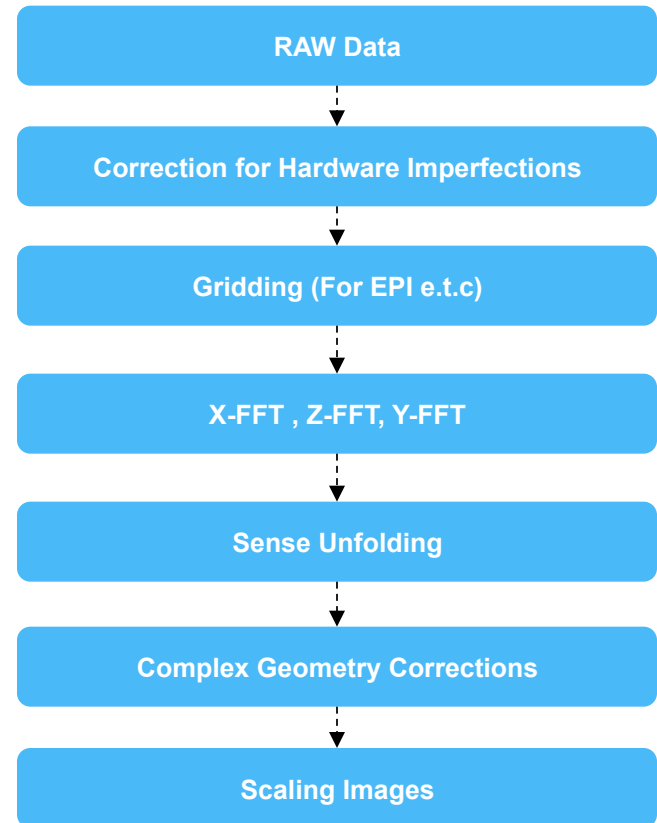 RAW Data
Correction for Hardware Imperfections
Gridding (For EPI e.t.c)
X-FFT , Z-FFT, Y-FFT
Sense Unfolding
Complex Geometry Corrections
Scaling Images